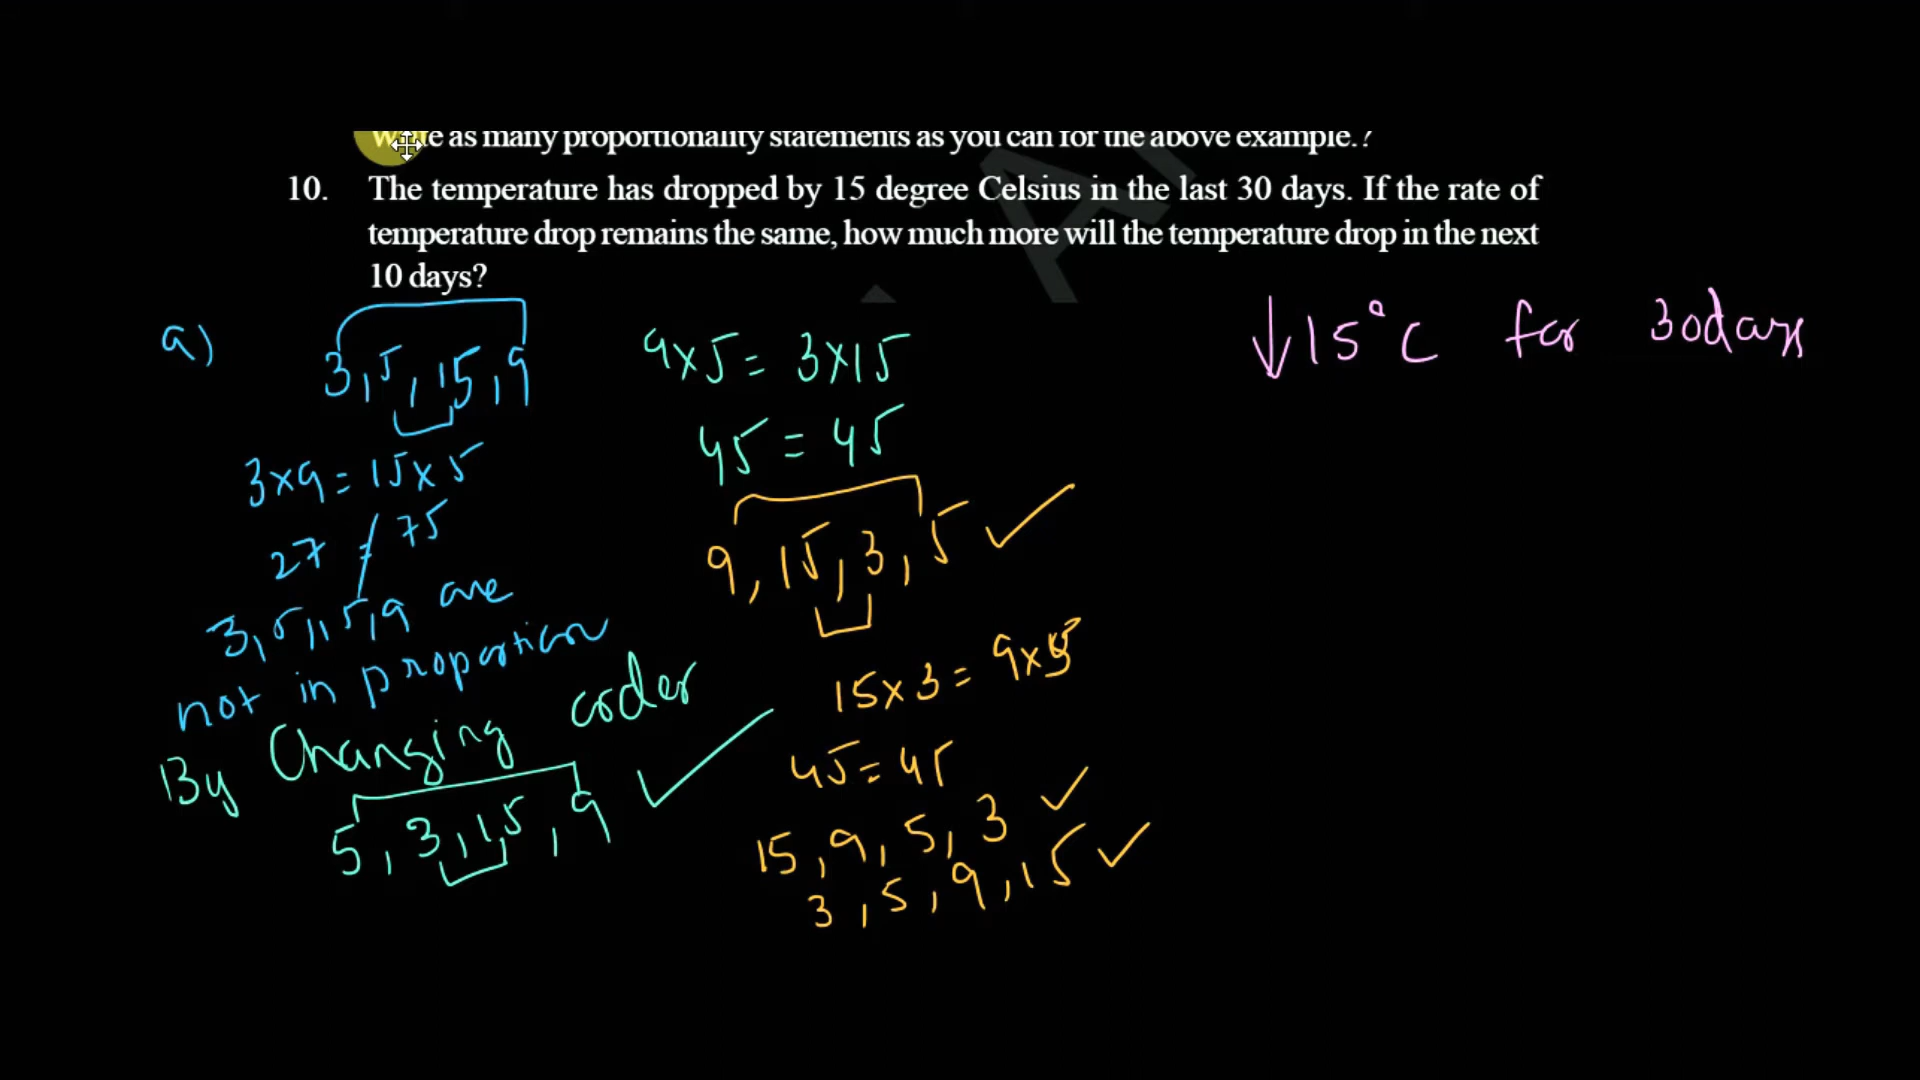 Write as many proportionality statements as you can for the above example.?
10. The temperature has dropped by 15 degree Celsius in the last 30 days. If the rate of
temperature drop remains the same, how much more will the temperature drop in the next
10 days?
a)
3, 5, 15, 9
3×9 = 15×5
27 ≠ 75
3, 5, 15, 9 are
not in proportion
By Changing order
5, 3, 15, 9 ✓
9×5 = 3×15
45 = 45
9, 15, 3, 5 ✓
15×3 = 9×5
45 = 45
15, 9, 5, 3 ✓
3, 5, 9, 15 ✓
↓15°C for 30days